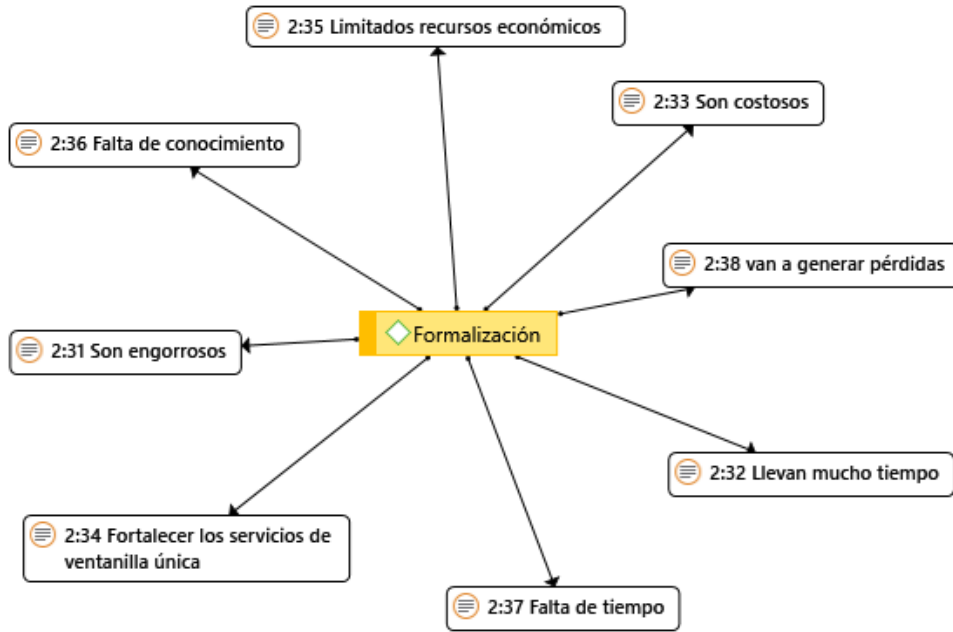 2:35 Limitados recursos económicos
2:33 Son costosos
2:36 Falta de conocimiento
2:38 van a generar pérdidas
Formalización
2:31 Son engorrosos
2:32 Llevan mucho tiempo
2:34 Fortalecer los servicios de
ventanilla única
2:37 Falta de tiempo